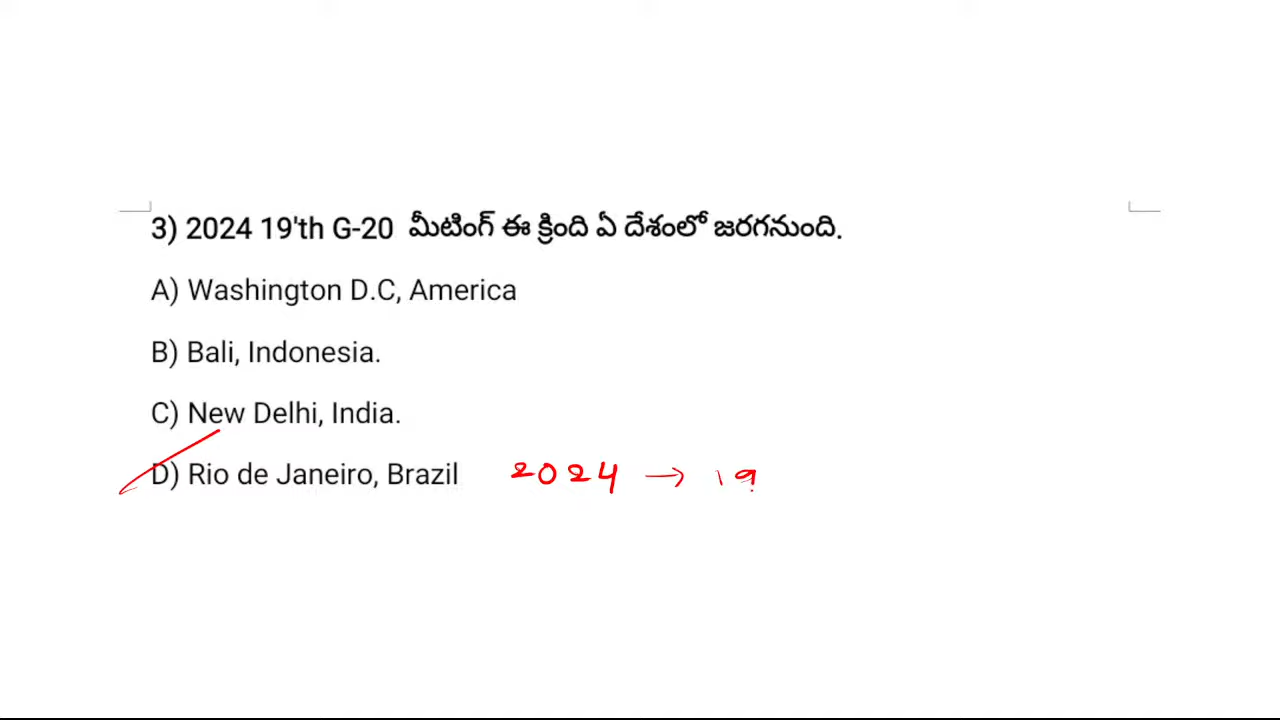 3) 2024 19'th G-20 మీటింగ్ ఈ క్రింది ఏ దేశంలో జరగనుంది.
A) Washington D.C, America
B) Bali, Indonesia.
C) New Delhi, India.
D) Rio de Janeiro, Brazil 2024 → 19